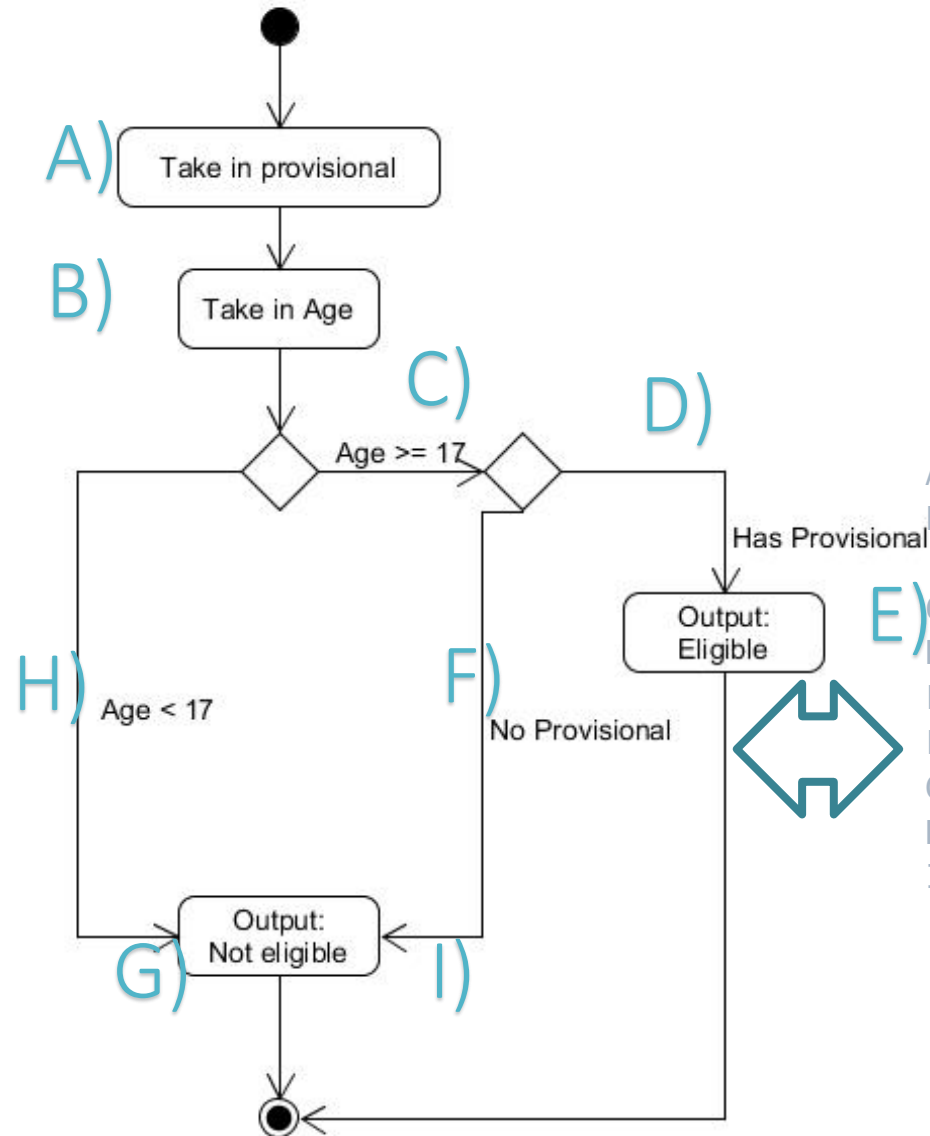 A)
Take in provisional
B)
Take in Age
C)
D)
Age >= 17
Has Provisional
E)
Output:
Eligible
H)
F)
Age < 17
No Provisional
Output:
Not eligible
G)
I)